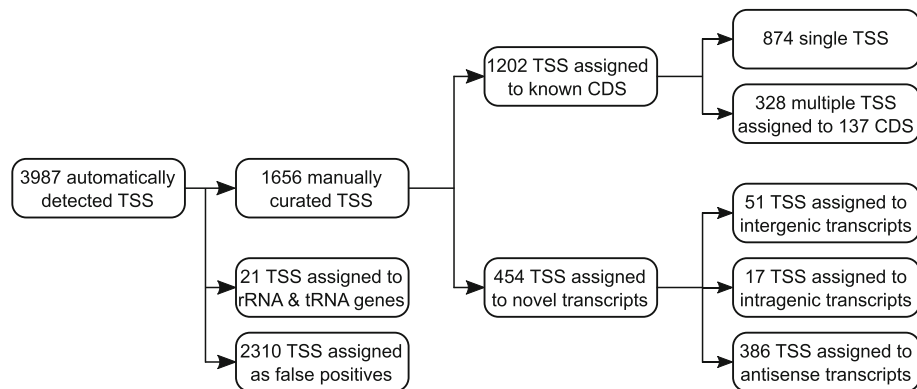 3987 automatically
detected TSS
1656 manually
curated TSS
21 TSS assigned to
rRNA & tRNA genes
2310 TSS assigned
as false positives
1202 TSS assigned
to known CDS
454 TSS assigned
to novel transcripts
874 single TSS
328 multiple TSS
assigned to 137 CDS
51 TSS assigned to
intergenic transcripts
17 TSS assigned to
intragenic transcripts
386 TSS assigned to
antisense transcripts